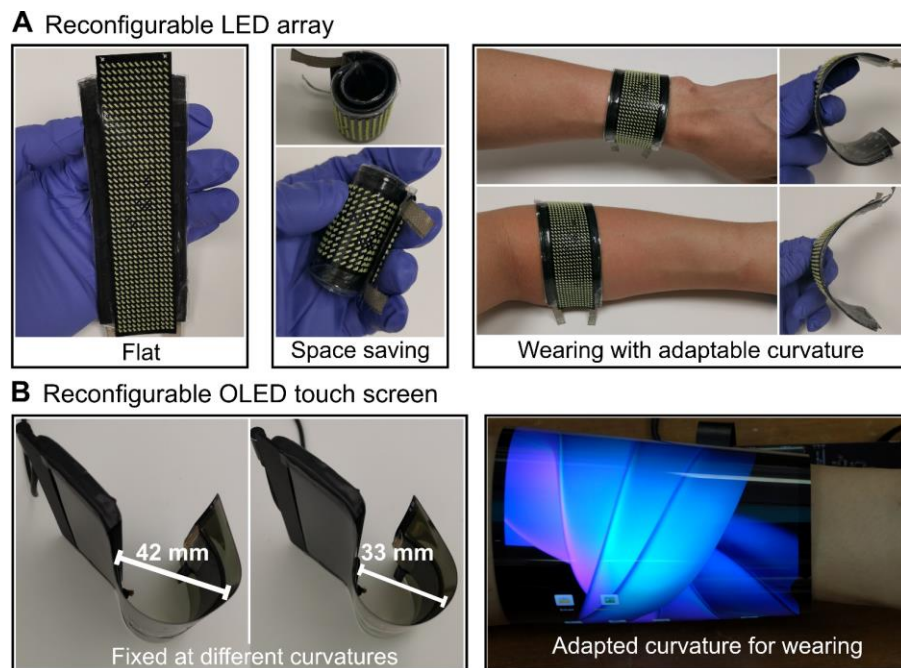 A Reconfigurable LED array
Flat
Space saving
Wearing with adaptable curvature
B Reconfigurable OLED touch screen
42 mm
33 mm
Fixed at different curvatures
Adapted curvature for wearing